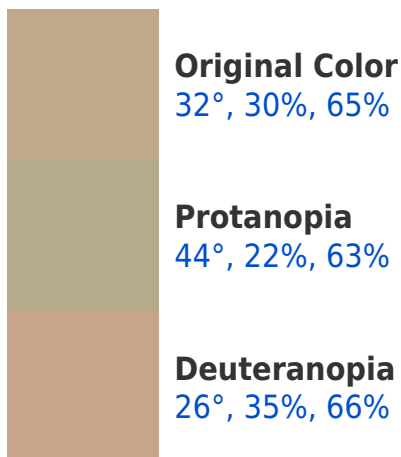 Original Color
32°, 30%, 65%
Protanopia
44°, 22%, 63%
Deuteranopia
26°, 35%, 66%